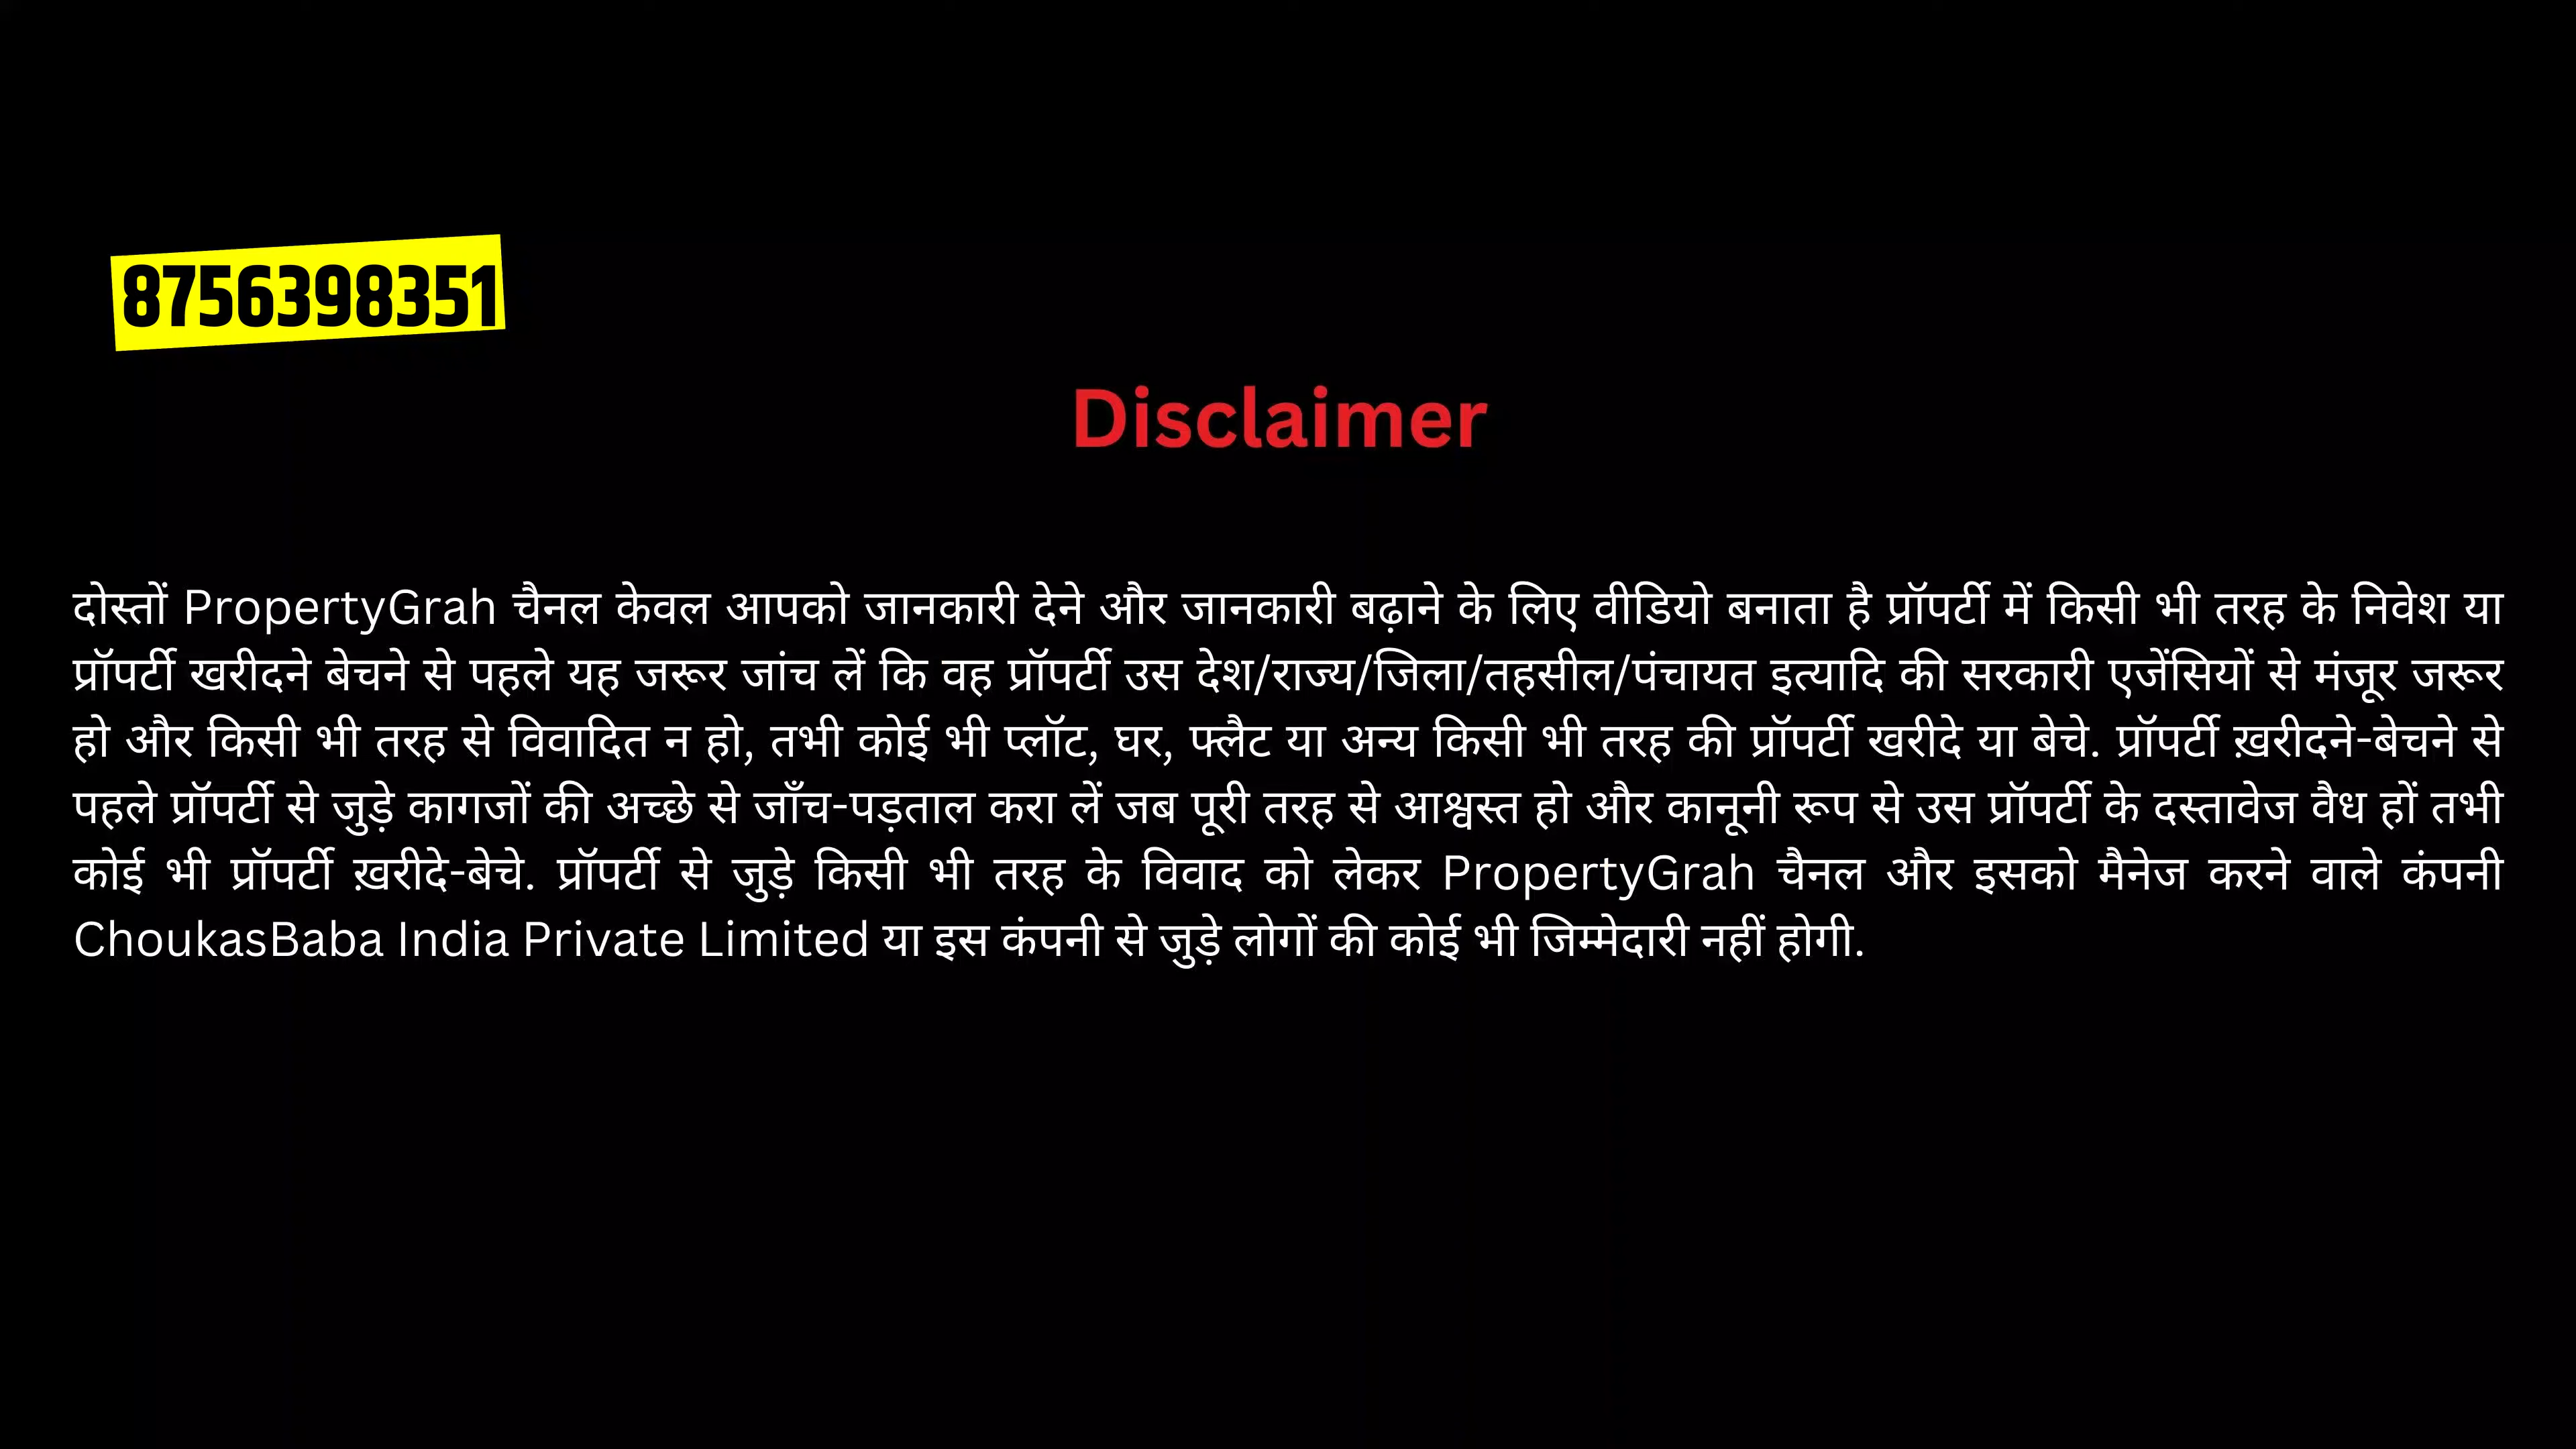 8756398351
Disclaimer
दोस्तों PropertyGrah चैनल केवल आपको जानकारी देने और जानकारी बढ़ाने के लिए वीडियो बनाता है प्रॉपर्टी में किसी भी तरह के निवेश या
प्रॉपर्टी खरीदने बेचने से पहले यह जरूर जांच लें कि वह प्रॉपर्टी उस देश/राज्य/जिला/तहसील/पंचायत इत्यादि की सरकारी एजेंसियों से मंजूर जरूर
हो और किसी भी तरह से विवादित न हो, तभी कोई भी प्लॉट, घर, फ्लैट या अन्य किसी भी तरह की प्रॉपर्टी खरीदे या बेचे. प्रॉपर्टी ख़रीदने-बेचने से
पहले प्रॉपर्टी से जुड़े कागजों की अच्छे से जाँच-पड़ताल करा लें जब पूरी तरह से आश्वस्त हो और कानूनी रूप से उस प्रॉपर्टी के दस्तावेज वैध हों तभी
कोई भी प्रॉपर्टी ख़रीदे-बेचे. प्रॉपर्टी से जुड़े किसी भी तरह के विवाद को लेकर PropertyGrah चैनल और इसको मैनेज करने वाले कंपनी
ChoukasBaba India Private Limited या इस कंपनी से जुड़े लोगों की कोई भी जिम्मेदारी नहीं होगी.